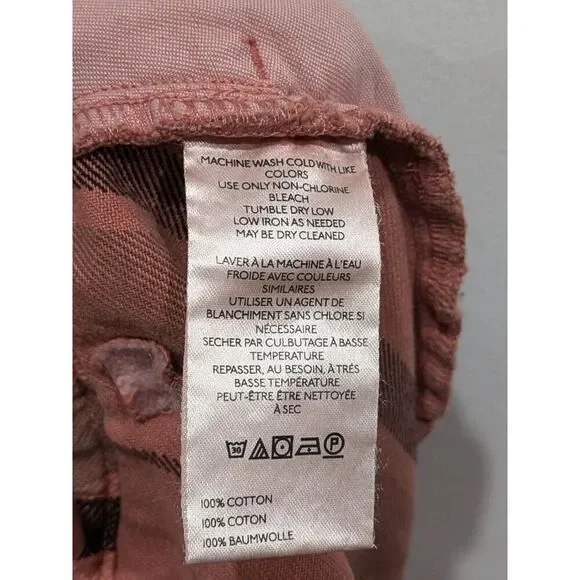 MACHINE WASH COLD WITH LIKE
COLORS
USE ONLY NON-CHLORINE
BLEACH
TUMBLE DRY LOW
LOW IRON AS NEEDED
MAY BE DRY CLEANED
LAVER À LA MACHINE À L'EAU
FROIDE AVEC COULEURS
SIMILAIRES
UTILISER UN AGENT DE
BLANCHIMENT SANS CHLORE SI
NÉCESSAIRE
SECHER PAR CULBUTAGE À BASSE
TEMPERATURE
REPASSER, AU BESOIN, À TRÉS
BASSE TEMPÉRATURE
PEUT-ÊTRE ÊTRE NETTOYÉE
À SEC
30 P
100% COTTON
100% COTON
100% BAUMWOLLE